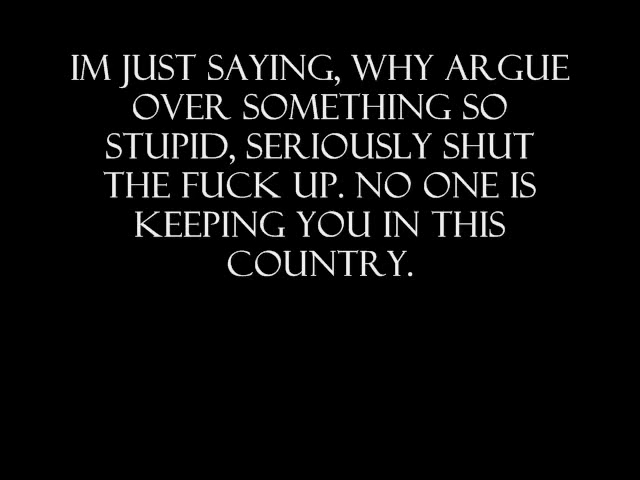 IM JUST SAYING, WHY ARGUE
OVER SOMETHING SO
STUPID, SERIOUSLY SHUT
THE FUCK UP. NO ONE IS
KEEPING YOU IN THIS
COUNTRY.